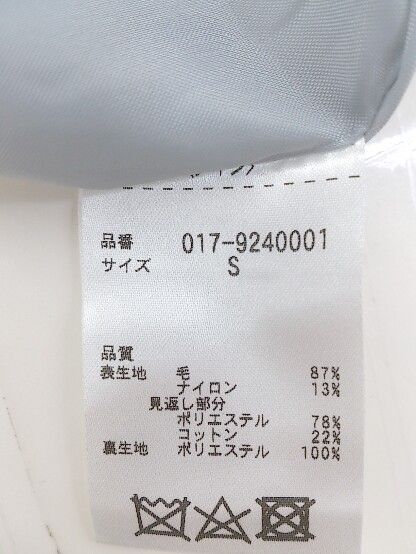 品番 017-9240001
サイズ S
品質
表生地 毛 87%
ナイロン 13%
見返し部分
ポリエステル 78%
コットン 22%
裏生地 ポリエステル 100%